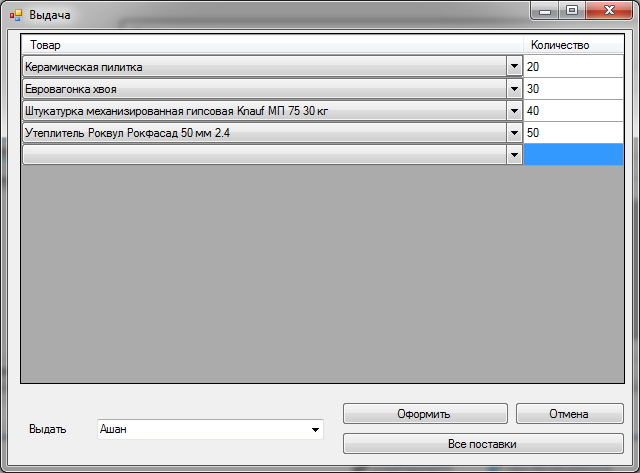 Выдача
Товар Количество
Керамическая пилитка 20
Евровагонка хвоя 30
Штукатурка механизированная гипсовая Knauf МП 75 30 кг 40
Утеплитель Роквул Рокфасад 50 мм 2.4 50
Оформить Отмена
Выдать Ашан
Все поставки